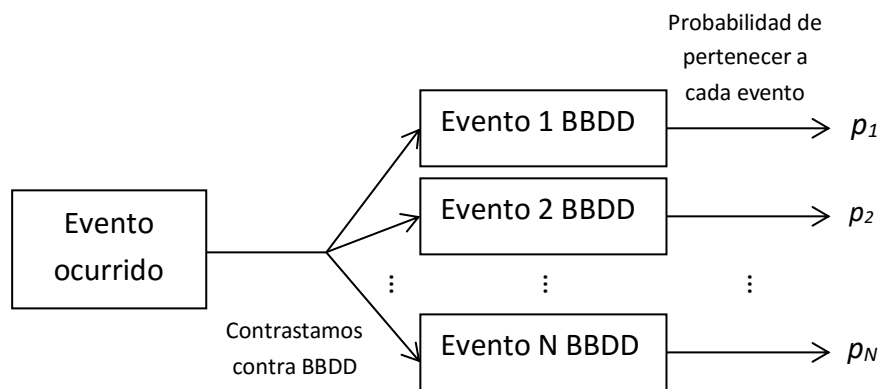 Probabilidad de
pertenecer a
cada evento
Evento 1 BBDD
p1
Evento 2 BBDD
p2
Evento
ocurrido
⋮ ⋮ ⋮
Contrastamos
contra BBDD
Evento N BBDD
pN